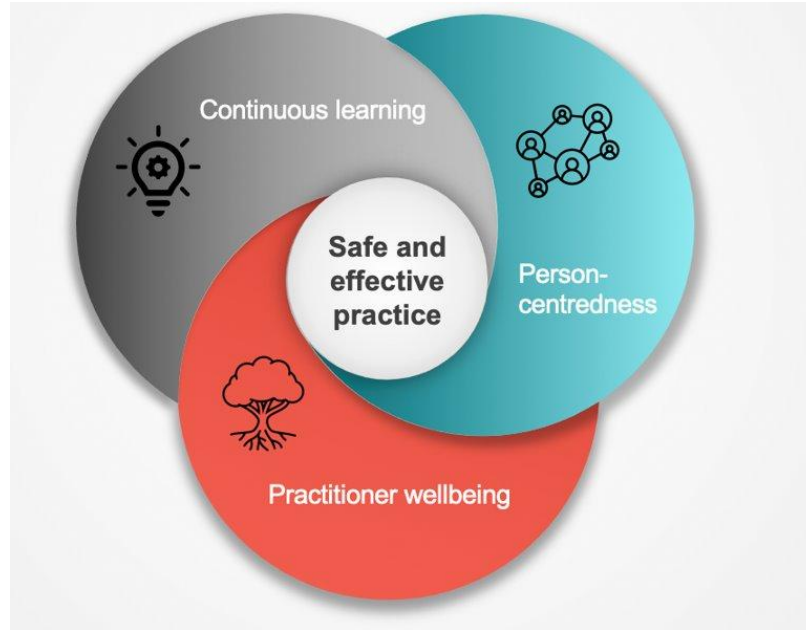 Continuous learning
Safe and
effective
practice
Person-
centredness
Practitioner wellbeing